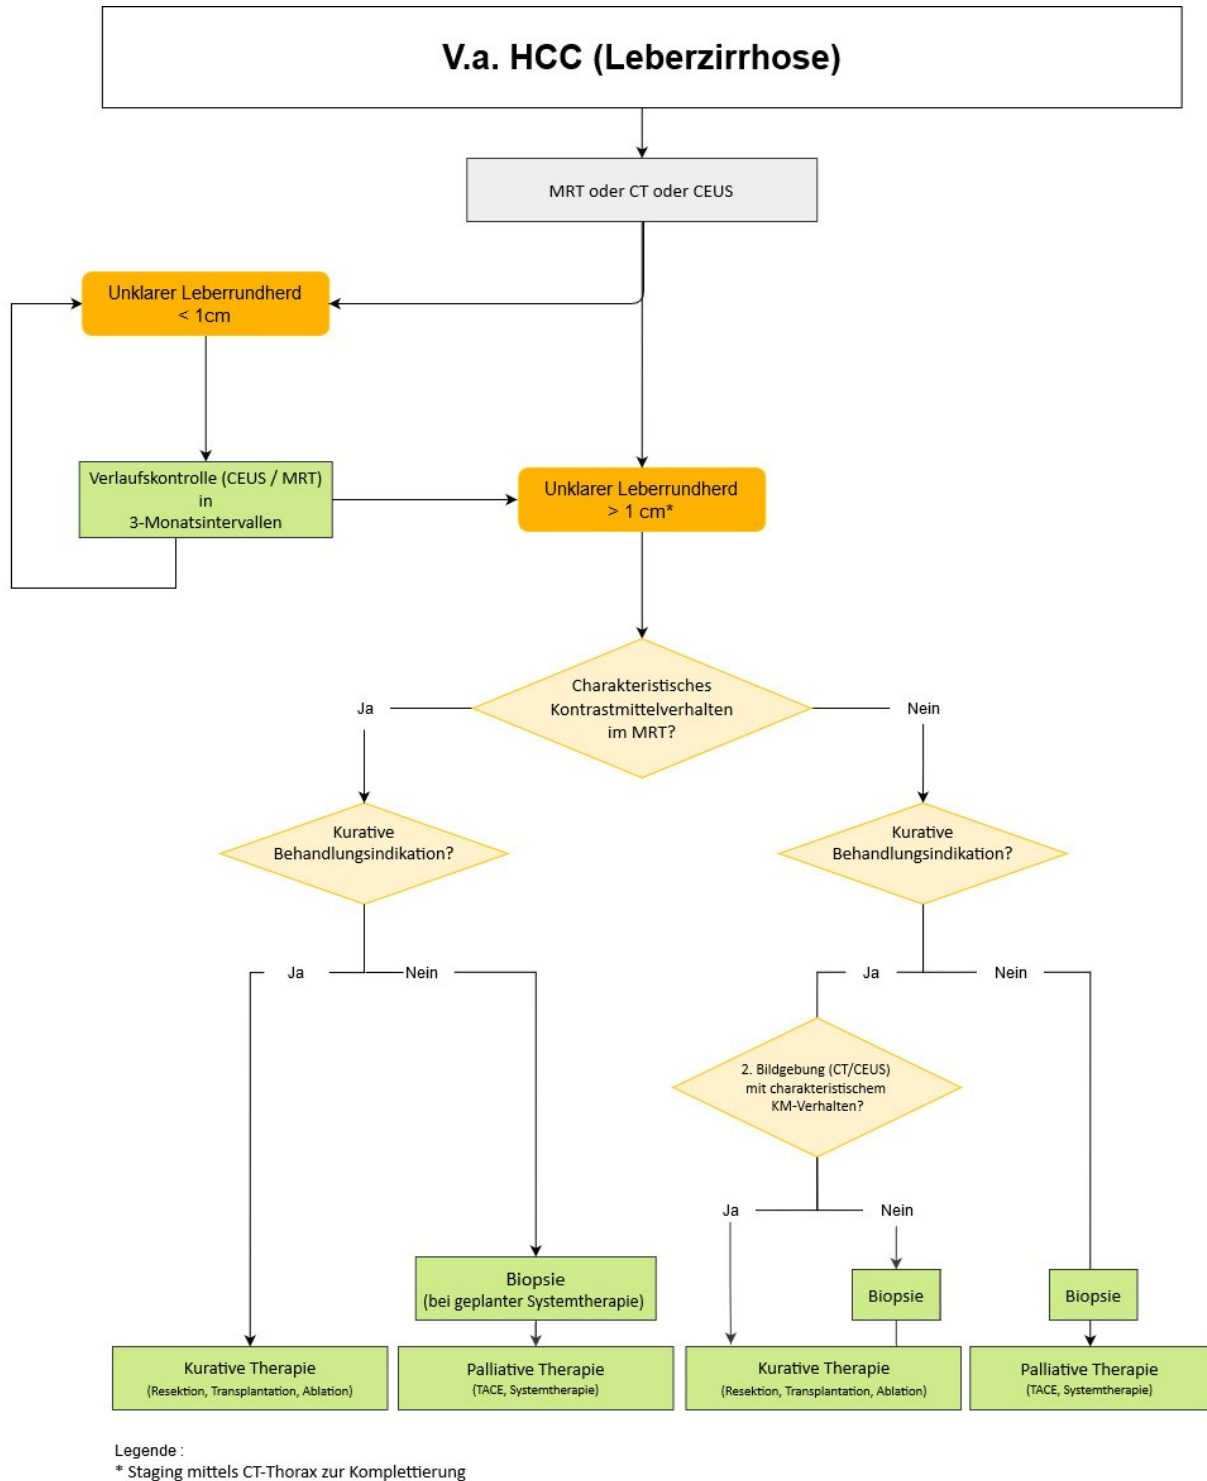 V.a. HCC (Leberzirrhose)
MRT oder CT oder CEUS
Unklarer Leberrundherd
< 1cm
Verlaufskontrolle (CEUS / MRT)
in
3-Monatsintervallen
Unklarer Leberrundherd
> 1 cm*
Charakteristisches
Kontrastmittelverhalten
im MRT?
Ja
Nein
Kurative
Behandlungsindikation?
Kurative
Behandlungsindikation?
Ja
Nein
Ja
Nein
2. Bildgebung (CT/CEUS)
mit charakteristischem
KM-Verhalten?
Ja
Nein
Biopsie
(bei geplanter Systemtherapie)
Biopsie
Biopsie
Kurative Therapie
(Resektion, Transplantation, Ablation)
Palliative Therapie
(TACE, Systemtherapie)
Kurative Therapie
(Resektion, Transplantation, Ablation)
Palliative Therapie
(TACE, Systemtherapie)
Legende :
* Staging mittels CT-Thorax zur Komplettierung